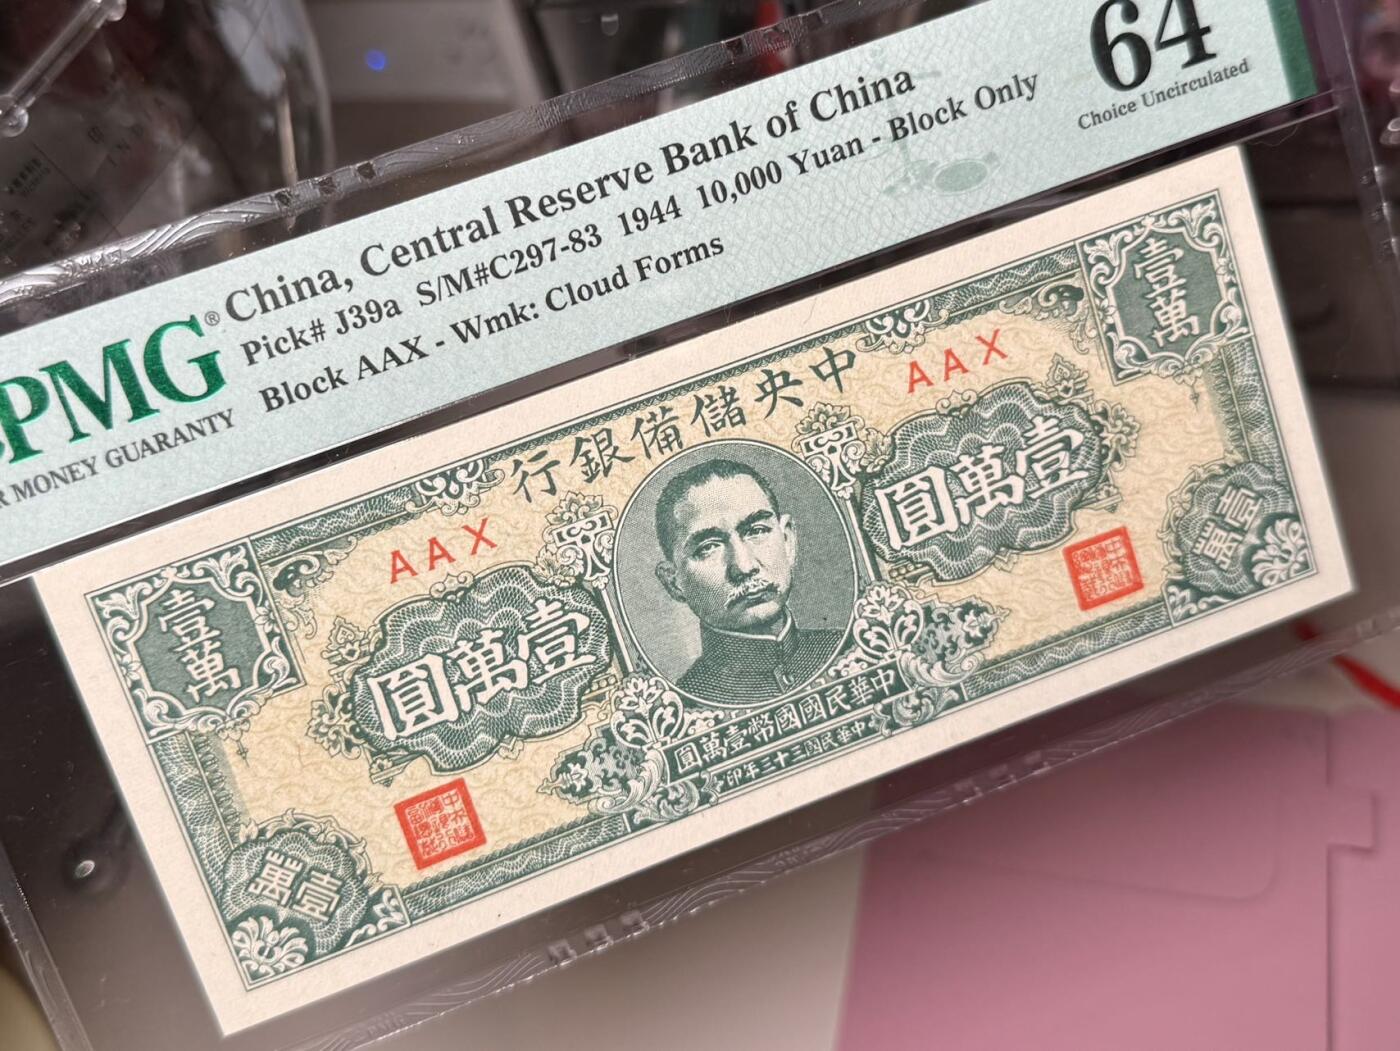 64
Choice Uncirculated
China, Central Reserve Bank of China
Pick# J39a S/M#C297-83 1944 10,000 Yuan - Block Only
Block AAX - Wmk: Cloud Forms
PMG®
MONEY GUARANTY
壹萬
壹萬
行銀備儲央中
AAX
AAX
圓萬壹
圓萬壹
圓萬壹幣國國民華中
印年三十三國民華中
壹萬
壹萬